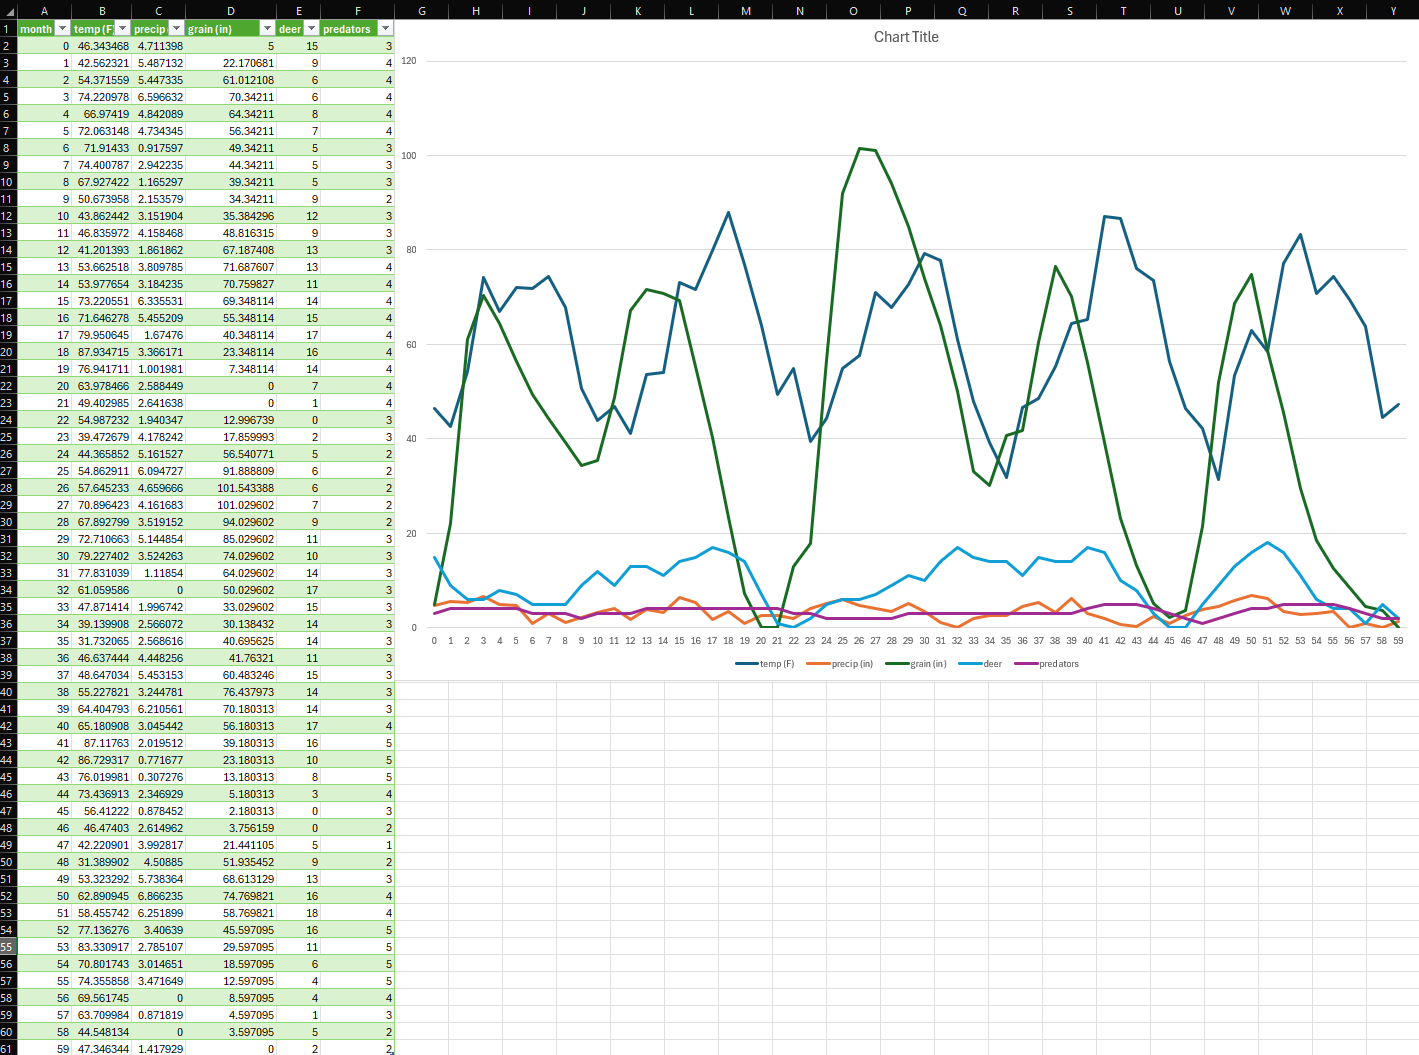 A B C D E F G H I J K L M N O P Q R S T U V W X Y
1 month temp (F) precip grain (in) deer predators
2 0 46.343468 4.711398 5 15 3
3 1 42.562321 5.487132 22.170681 9 4
4 2 54.371559 5.447335 61.012108 6 4
5 3 74.220978 6.596632 70.34211 6 4
6 4 66.97419 4.842089 64.34211 8 4
7 5 72.063148 4.734345 56.34211 7 4
8 6 71.91433 0.917597 49.34211 5 3
9 7 74.400787 2.942235 44.34211 5 3
10 8 67.927422 1.165297 39.34211 5 3
11 9 50.673958 2.153579 34.34211 9 2
12 10 43.862442 3.151904 35.384296 12 3
13 11 46.835972 4.158468 48.816315 9 3
14 12 41.201393 1.861862 67.187408 13 3
15 13 53.662518 3.809785 71.687607 13 4
16 14 53.977654 3.184235 70.759827 11 4
17 15 73.220551 6.335531 69.348114 14 4
18 16 71.646278 5.455209 55.348114 15 4
19 17 79.950645 1.67476 40.348114 17 4
20 18 87.934715 3.366171 23.348114 16 4
21 19 76.941711 1.001981 7.348114 14 4
22 20 63.978466 2.588449 0 7 4
23 21 49.402985 2.641638 0 1 4
24 22 54.987232 1.940347 12.996739 0 3
25 23 39.472679 4.178242 17.859993 2 3
26 24 44.365852 5.161527 56.540771 5 2
27 25 54.862911 6.094727 91.888809 6 2
28 26 57.645233 4.659666 101.543388 6 2
29 27 70.896423 4.161683 101.029602 7 2
30 28 67.892799 3.519152 94.029602 9 2
31 29 72.710663 5.144854 85.029602 11 3
32 30 79.227402 3.524263 74.029602 10 3
33 31 77.831039 1.11854 64.029602 14 3
34 32 61.059586 0 50.029602 17 3
35 33 47.871414 1.996742 33.029602 15 3
36 34 39.139908 2.566072 30.138432 14 3
37 35 31.732065 2.568616 40.695625 14 3
38 36 46.637444 4.448256 41.76321 11 3
39 37 48.647034 5.453153 60.483246 15 3
40 38 55.227821 3.244781 76.437973 14 3
41 39 64.404793 6.210561 70.180313 14 3
42 40 65.180908 3.045442 56.180313 17 4
43 41 87.11763 2.019512 39.180313 16 5
44 42 86.729317 0.771677 23.180313 10 5
45 43 76.019981 0.307276 13.180313 8 5
46 44 73.436913 2.346929 5.180313 3 4
47 45 56.41222 0.878452 2.180313 0 3
48 46 46.47403 2.614962 3.756159 0 2
49 47 42.220901 3.992817 21.441105 5 1
50 48 31.389902 4.50885 51.935452 9 2
51 49 53.323292 5.738364 68.613129 13 3
52 50 62.890945 6.866235 74.769821 16 4
53 51 58.455742 6.251899 58.769821 18 4
54 52 77.136276 3.40639 45.597095 16 5
55 53 83.330917 2.785107 29.597095 11 5
56 54 70.801743 3.014651 18.597095 6 5
57 55 74.355858 3.471649 12.597095 4 5
58 56 69.561745 0 8.597095 4 4
59 57 63.709984 0.871819 4.597095 1 3
60 58 44.548134 0 3.597095 5 2
61 59 47.346344 1.417929 0 2 2
Chart Title
120
100
80
60
40
20
0
0 1 2 3 4 5 6 7 8 9 10 11 12 13 14 15 16 17 18 19 20 21 22 23 24 25 26 27 28 29 30 31 32 33 34 35 36 37 38 39 40 41 42 43 44 45 46 47 48 49 50 51 52 53 54 55 56 57 58 59
temp (F) precip (in) grain (in) deer predators